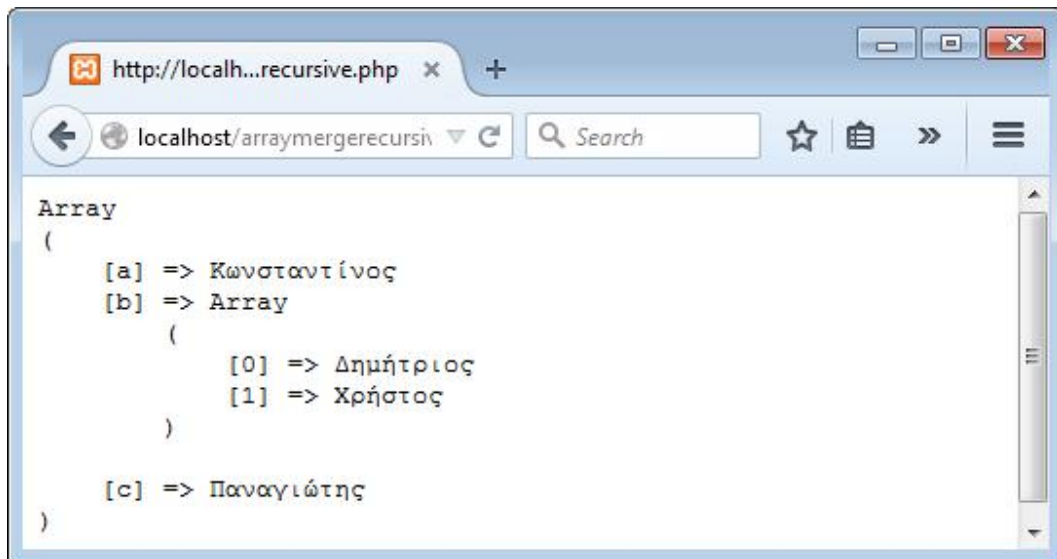 http://localh...recursive.php
localhost/arraymergerecursiv
Search
Array
(
    [a] => Κωνσταντίνος
    [b] => Array
        (
            [0] => Δημήτριος
            [1] => Χρήστος
        )
    [c] => Παναγιώτης
)